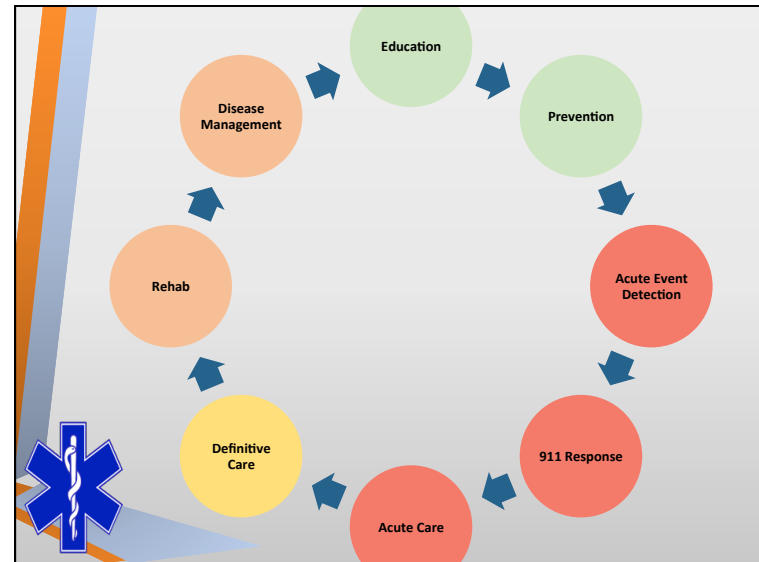 Education
Prevention
Acute Event
Detection
911 Response
Acute Care
Definitive
Care
Rehab
Disease
Management